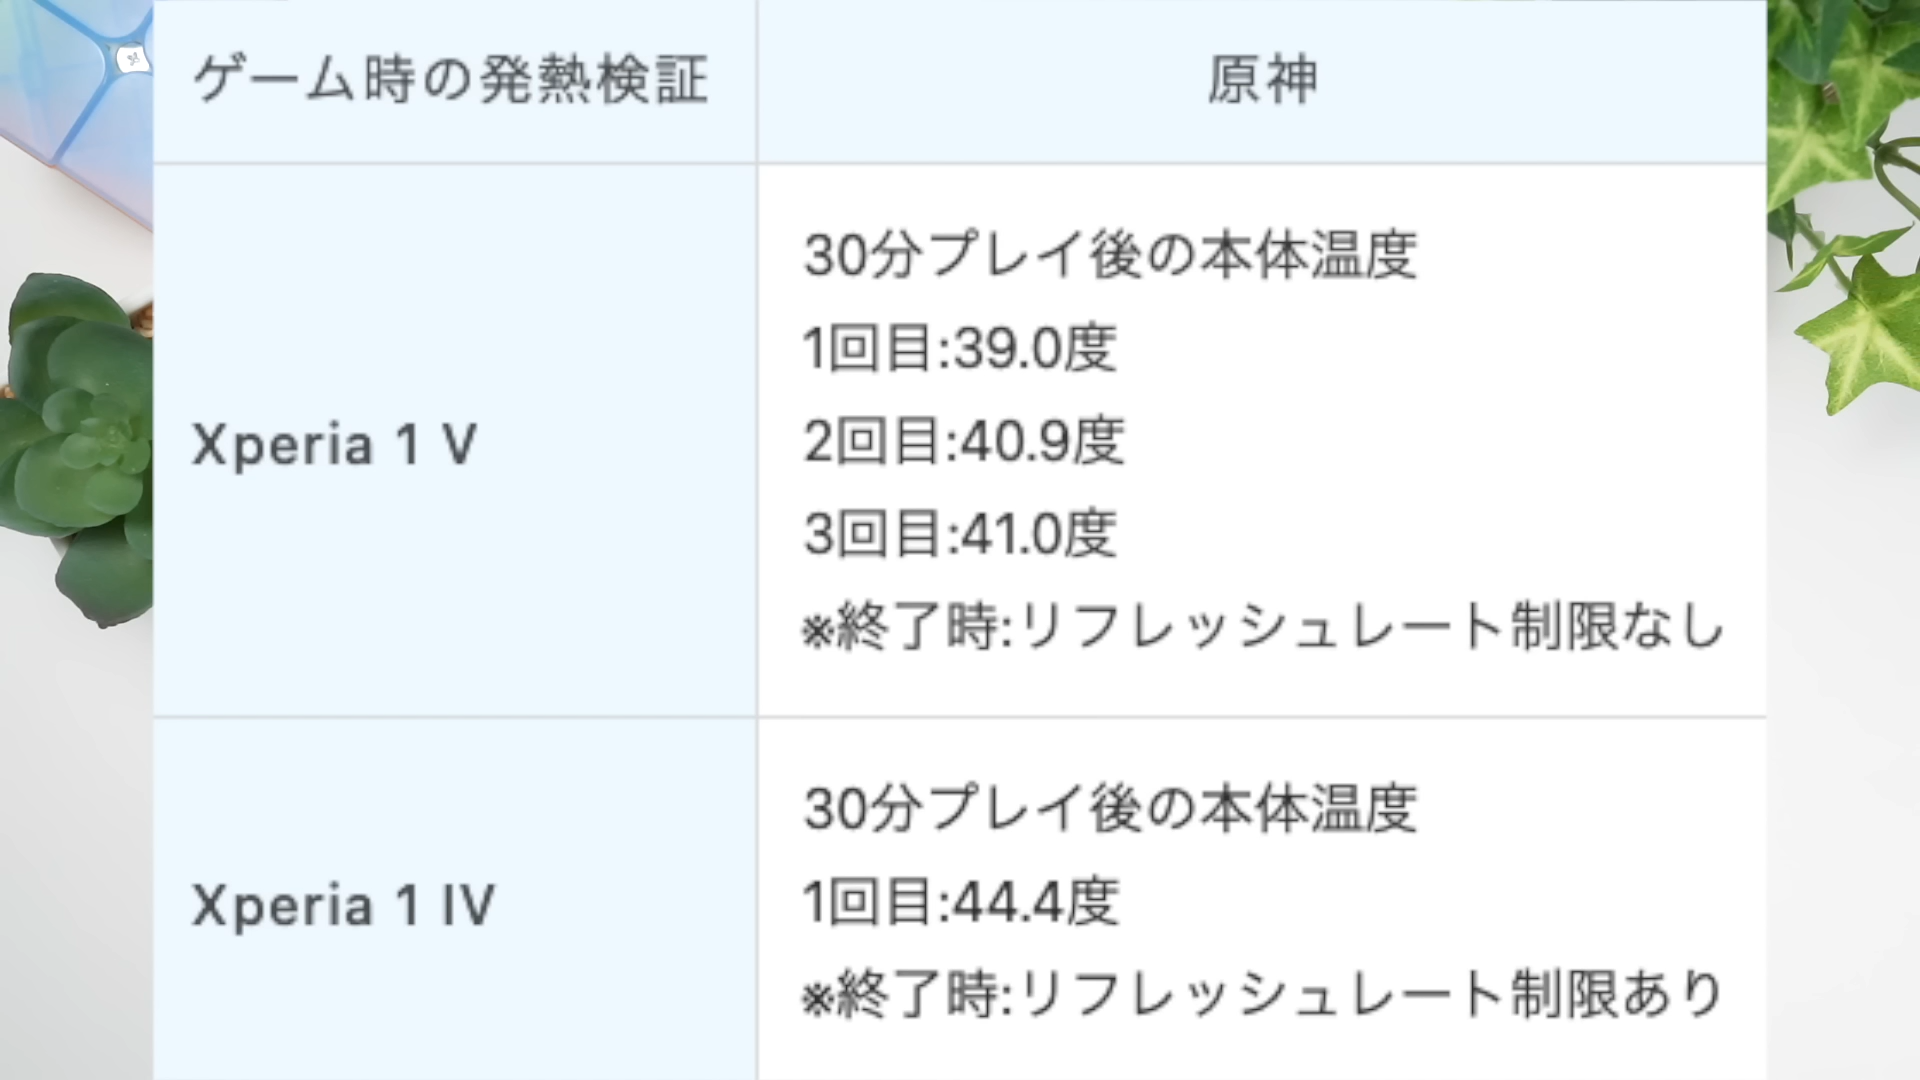 ゲーム時の発熱検証
原神
Xperia 1 V
30分プレイ後の本体温度
1回目:39.0度
2回目:40.9度
3回目:41.0度
※終了時:リフレッシュレート制限なし
Xperia 1 IV
30分プレイ後の本体温度
1回目:44.4度
※終了時:リフレッシュレート制限あり